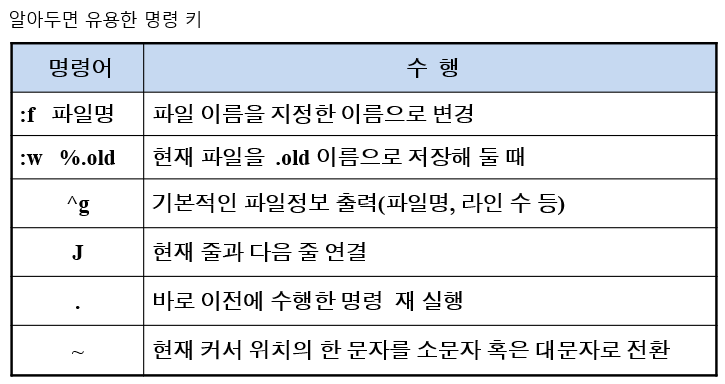 알아두면 유용한 명령 키
명령어 수 행
:f 파일명 파일 이름을 지정한 이름으로 변경
:w %.old 현재 파일을 .old 이름으로 저장해 둘 때
^g 기본적인 파일정보 출력(파일명, 라인 수 등)
J 현재 줄과 다음 줄 연결
. 바로 이전에 수행한 명령 재 실행
~ 현재 커서 위치의 한 문자를 소문자 혹은 대문자로 전환